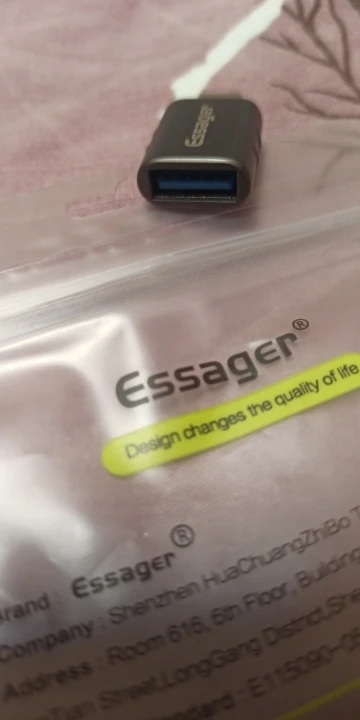 Essager
Essager®
Design changes the quality of life
Brand Essager®
Company : Shenzhen HuaChuangZhiBo
Address : Room 616, 6th Floor, Building
Street,LongGang District,She
: E115090-